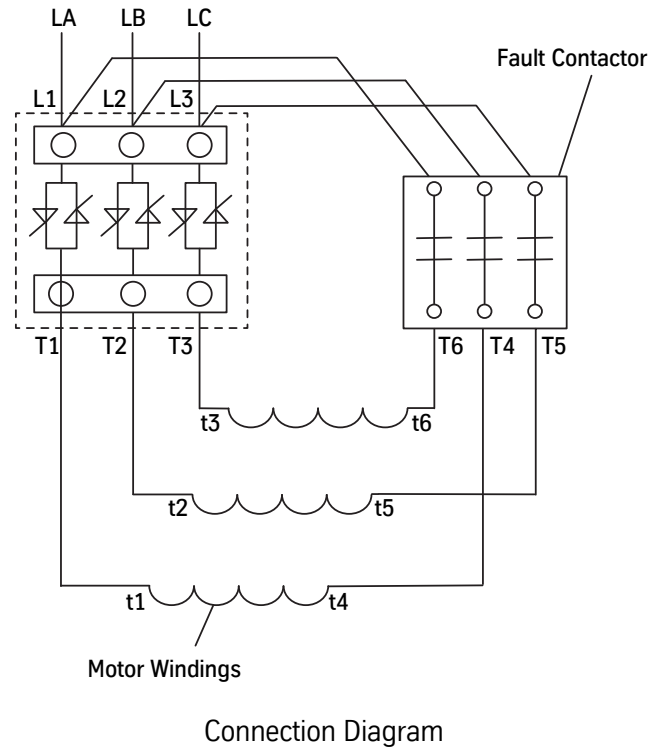 LA LB LC
Fault Contactor
L1 L2 L3
T1 T2 T3
T6 T4 T5
t3 t6
t2 t5
t1 t4
Motor Windings
Connection Diagram